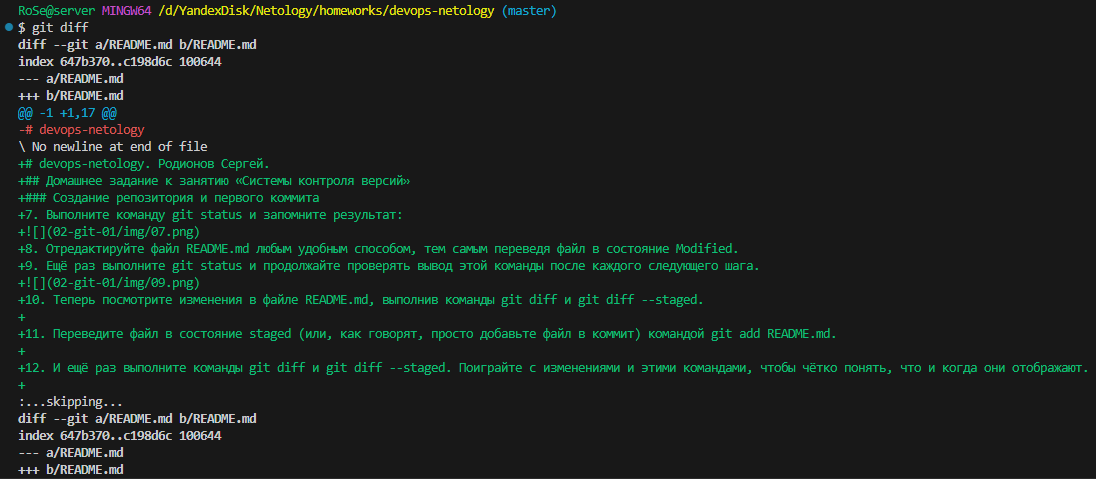 RoSe@server MINGW64 /d/YandexDisk/Netology/homeworks/devops-netology (master)
$ git diff
diff --git a/README.md b/README.md
index 647b370..c198d6c 100644
--- a/README.md
+++ b/README.md
@@ -1 +1,17 @@
-# devops-netology
\ No newline at end of file
+# devops-netology. Родионов Сергей.
+## Домашнее задание к занятию «Системы контроля версий»
+### Создание репозитория и первого коммита
+7. Выполните команду git status и запомните результат:
+![](02-git-01/img/07.png)
+8. Отредактируйте файл README.md любым удобным способом, тем самым переведя файл в состояние Modified.
+9. Ещё раз выполните git status и продолжайте проверять вывод этой команды после каждого следующего шага.
+![](02-git-01/img/09.png)
+10. Теперь посмотрите изменения в файле README.md, выполнив команды git diff и git diff --staged.
+
+11. Переведите файл в состояние staged (или, как говорят, просто добавьте файл в коммит) командой git add README.md.
+
+12. И ещё раз выполните команды git diff и git diff --staged. Поиграйте с изменениями и этими командами, чтобы чётко понять, что и когда они отображают.
+
:...skipping...
diff --git a/README.md b/README.md
index 647b370..c198d6c 100644
--- a/README.md
+++ b/README.md